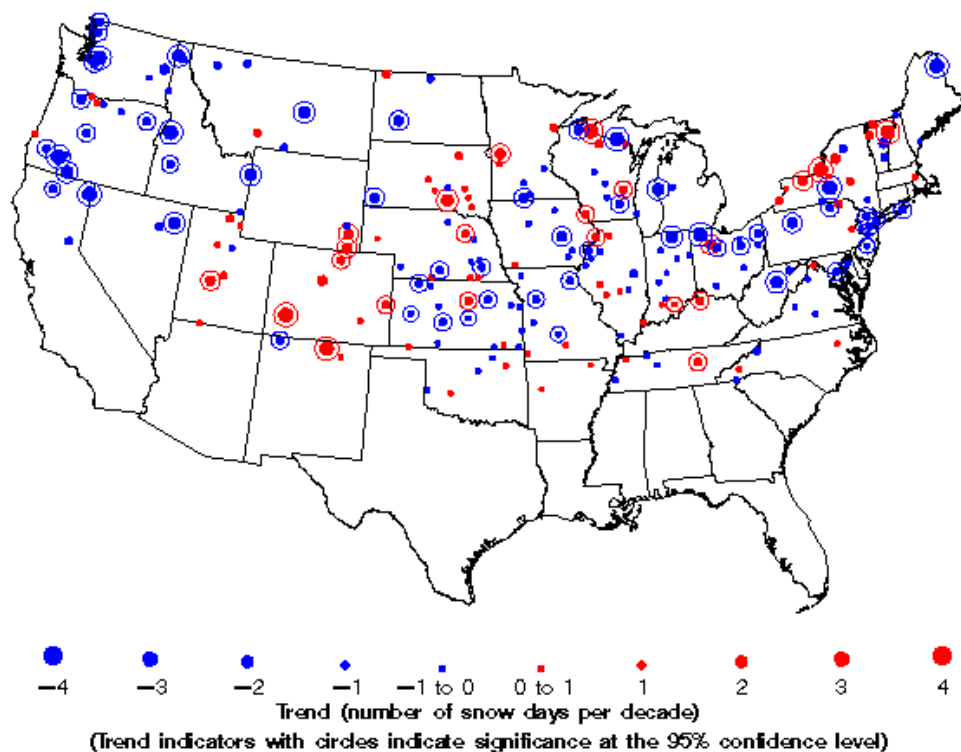 −4 −3 −2 −1 −1 to 0 0 to 1 1 2 3 4
Trend (number of snow days per decade)
(Trend indicators with circles indicate significance at the 95% confidence level)